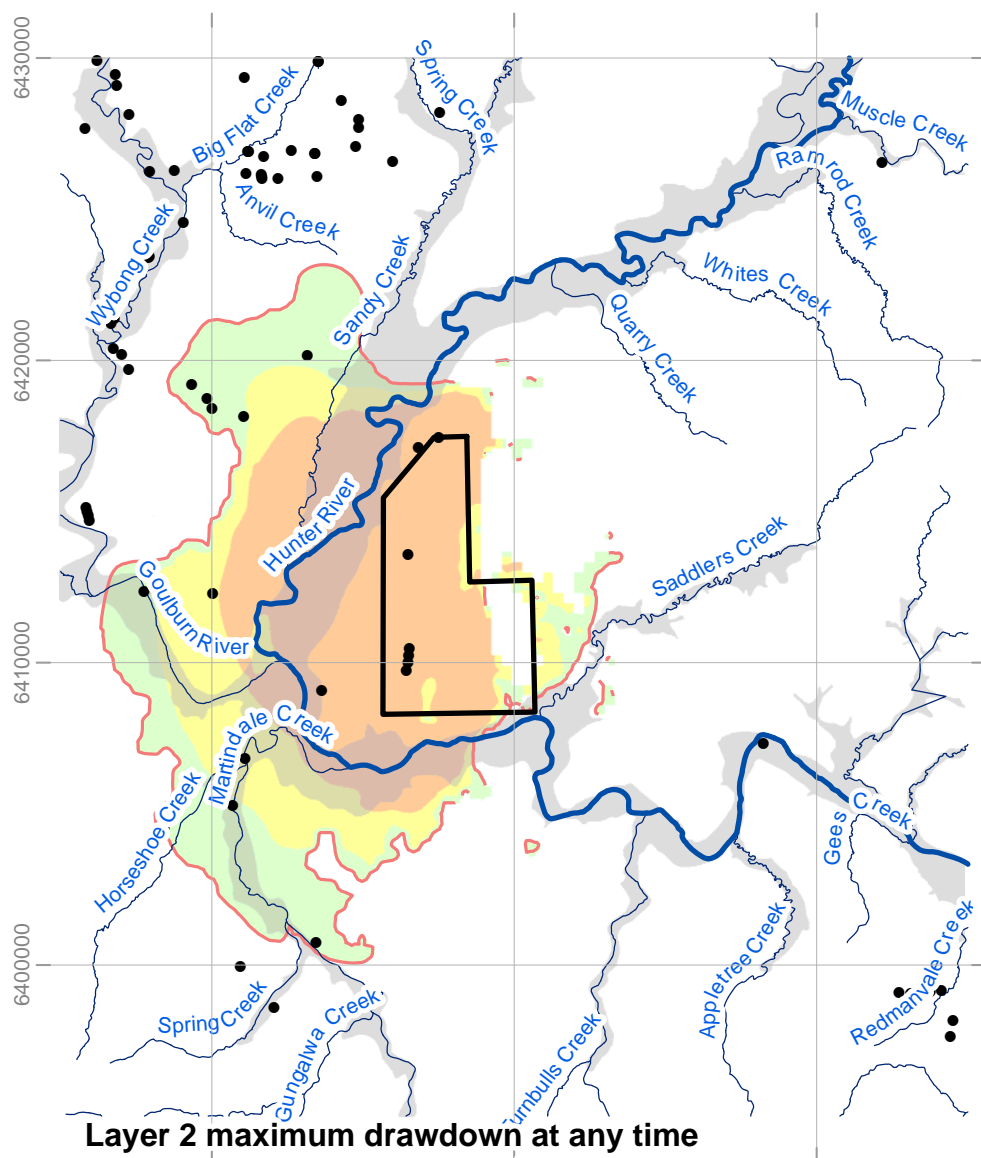 6430000
Spring Creek
Muscle Creek
Big Flat Creek
Ramrod Creek
Anvil Creek
Wybong Creek
Sandy Creek
Whites Creek
Quarry Creek
6420000
Hunter River
Saddlers Creek
Goulburn River
6410000
Martindale Creek
Horseshoe Creek
Gees Creek
6400000
Appletree Creek
Redmanvale Creek
Spring Creek
Gungalwa Creek
urnbulls Creek
Layer 2 maximum drawdown at any time